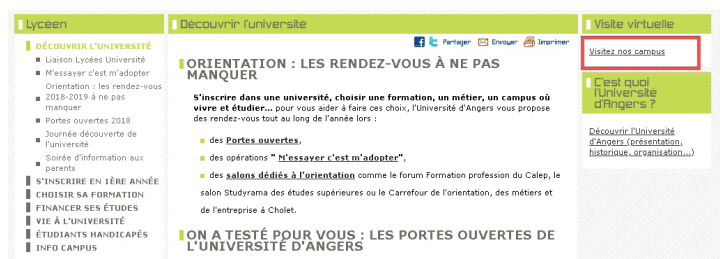 Lycéen
DÉCOUVRIR L'UNIVERSITÉ
Liaison Lycées Université
M'essayer c'est m'adopter
Orientation : les rendez-vous
2018-2019 à ne pas
manquer
Portes ouvertes 2018
Journée découverte de
l'université
Soirée d'information aux
parents
S'INSCRIRE EN 1ÈRE ANNÉE
CHOISIR SA FORMATION
FINANCER SES ÉTUDES
VIE À L'UNIVERSITÉ
ÉTUDIANTS HANDICAPÉS
INFO CAMPUS
Découvrir l'université
Partager Envoyer Imprimer
ORIENTATION : LES RENDEZ-VOUS À NE PAS
MANQUER
S'inscrire dans une université, choisir une formation, un métier, un campus où
vivre et étudier... pour vous aider à faire ces choix, l'Université d'Angers vous propose
des rendez-vous tout au long de l'année lors :
des Portes ouvertes,
des opérations " M'essayer c'est m'adopter",
des salons dédiés à l'orientation comme le forum Formation profession du Calep, le
salon Studyrama des études supérieures ou le Carrefour de l'orientation, des métiers et
de l'entreprise à Cholet.
ON A TESTÉ POUR VOUS : LES PORTES OUVERTES DE
L'UNIVERSITÉ D'ANGERS
Visite virtuelle
Visitez nos campus
C'est quoi
l'Université
d'Angers ?
Découvrir l'Université
d'Angers (présentation,
historique, organisation...)